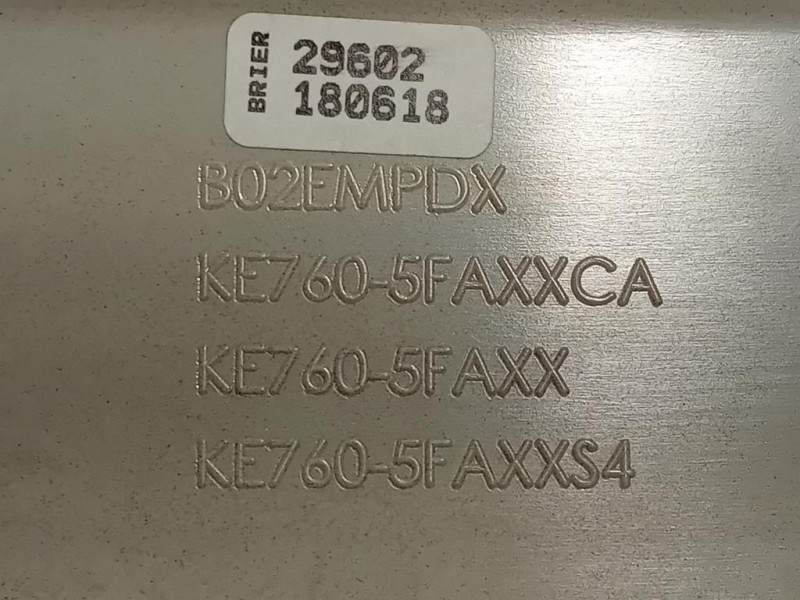 BRIER
29602
180618
B02EMPDX
KE760-5FAXXCA
KE760-5FAXX
KE760-5FAXXS4